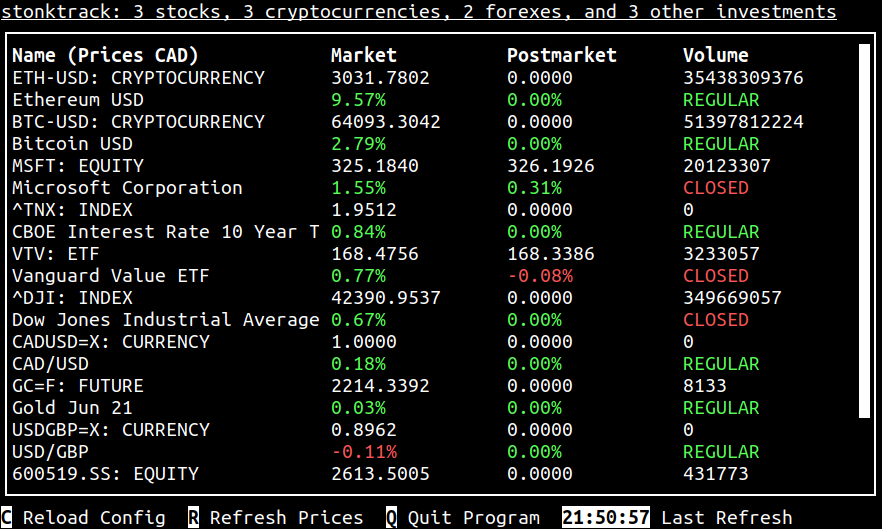 stonktrack: 3 stocks, 3 cryptocurrencies, 2 forexes, and 3 other investments
Name (Prices CAD) Market Postmarket Volume
ETH-USD: CRYPTOCURRENCY 3031.7802 0.0000 35438309376
Ethereum USD 9.57% 0.00% REGULAR
BTC-USD: CRYPTOCURRENCY 64093.3042 0.0000 51397812224
Bitcoin USD 2.79% 0.00% REGULAR
MSFT: EQUITY 325.1840 326.1926 20123307
Microsoft Corporation 1.55% 0.31% CLOSED
^TNX: INDEX 1.9512 0.0000 0
CBOE Interest Rate 10 Year T 0.84% 0.00% REGULAR
VTV: ETF 168.4756 168.3386 3233057
Vanguard Value ETF 0.77% -0.08% CLOSED
^DJI: INDEX 42390.9537 0.0000 349669057
Dow Jones Industrial Average 0.67% 0.00% CLOSED
CADUSD=X: CURRENCY 1.0000 0.0000 0
CAD/USD 0.18% 0.00% REGULAR
GC=F: FUTURE 2214.3392 0.0000 8133
Gold Jun 21 0.03% 0.00% REGULAR
USDGBP=X: CURRENCY 0.8962 0.0000 0
USD/GBP -0.11% 0.00% REGULAR
600519.SS: EQUITY 2613.5005 0.0000 431773
C Reload Config R Refresh Prices Q Quit Program 21:50:57 Last Refresh